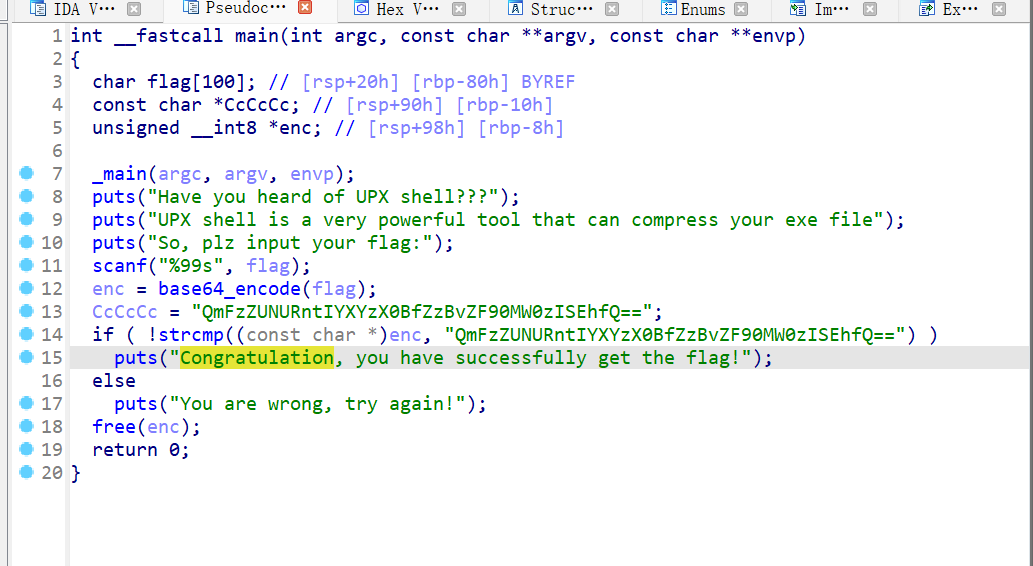 IDA V··· Pseudoc··· Hex V··· Struc··· Enums Im··· Ex···
1 int __fastcall main(int argc, const char **argv, const char **envp)
2 {
3 char flag[100]; // [rsp+20h] [rbp-80h] BYREF
4 const char *CcCcCc; // [rsp+90h] [rbp-10h]
5 unsigned __int8 *enc; // [rsp+98h] [rbp-8h]
6
7 _main(argc, argv, envp);
8 puts("Have you heard of UPX shell???");
9 puts("UPX shell is a very powerful tool that can compress your exe file");
10 puts("So, plz input your flag:");
11 scanf("%99s", flag);
12 enc = base64_encode(flag);
13 CcCcCc = "QmFzZUNURntIYXYzX0BfZzBvZF90MW0zISEhfQ==";
14 if ( !strcmp((const char *)enc, "QmFzZUNURntIYXYzX0BfZzBvZF90MW0zISEhfQ==") )
15 puts("Congratulation, you have successfully get the flag!");
16 else
17 puts("You are wrong, try again!");
18 free(enc);
19 return 0;
20 }